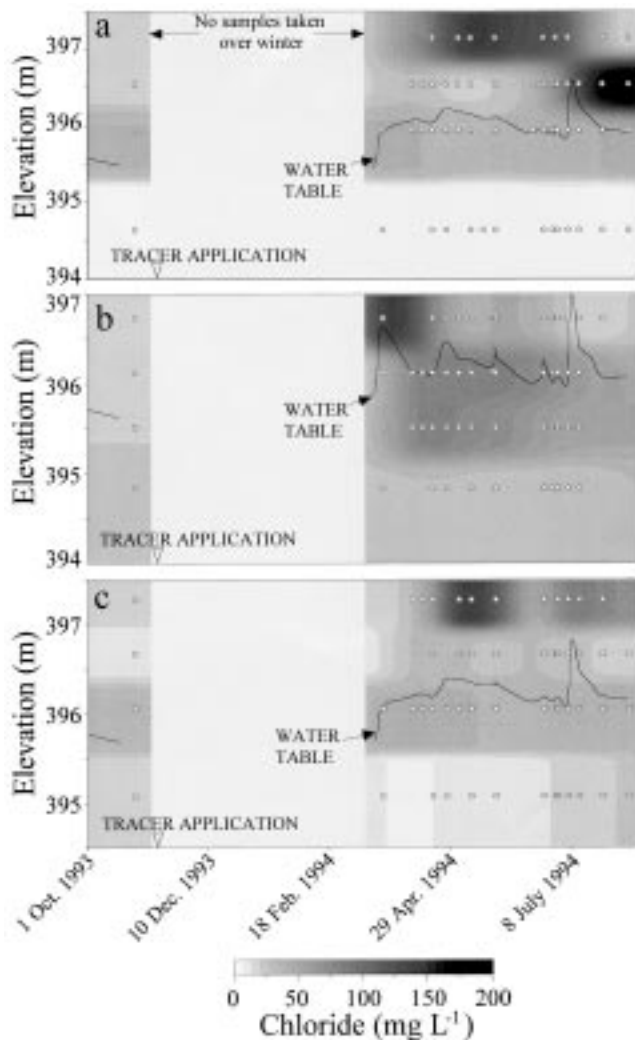 a
No samples taken
over winter
397
396
395
394
Elevation (m)
WATER
TABLE
TRACER APPLICATION
b
397
396
395
394
Elevation (m)
WATER
TABLE
TRACER APPLICATION
c
397
396
395
Elevation (m)
WATER
TABLE
TRACER APPLICATION
1 Oct. 1993
10 Dec. 1993
18 Feb. 1994
29 Apr. 1994
8 July 1994
0 50 100 150 200
Chloride (mg L⁻¹)